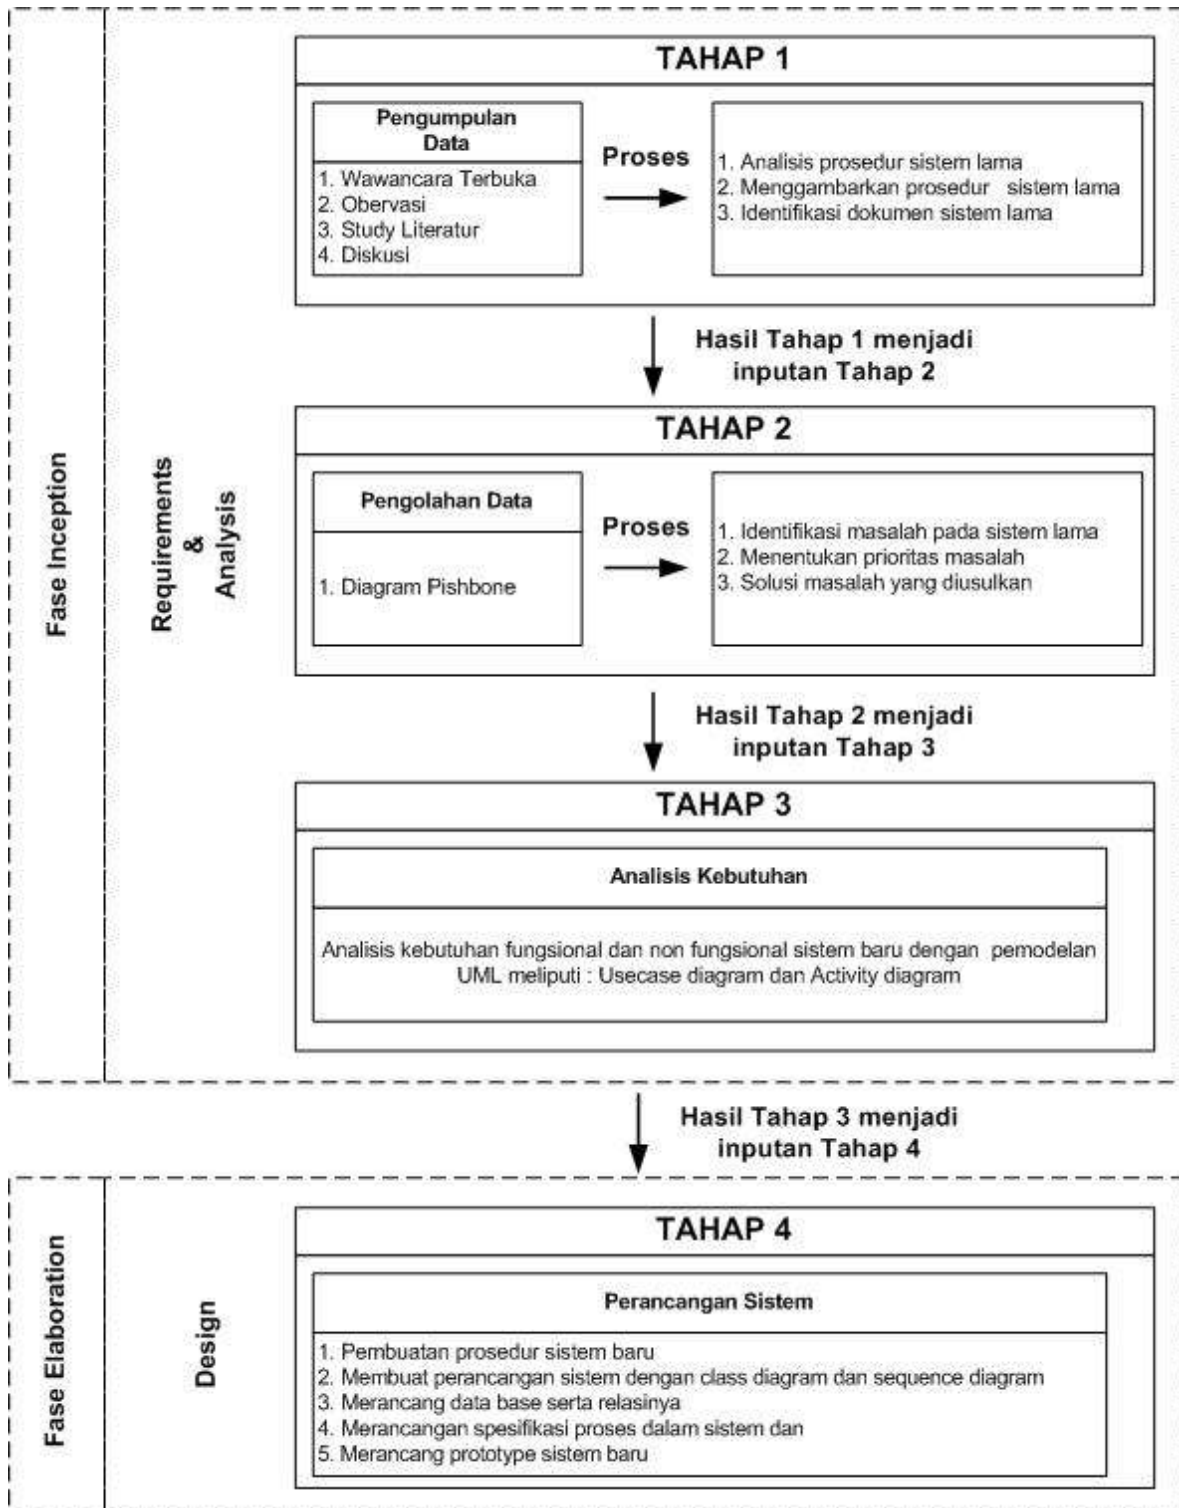 TAHAP 1
Pengumpulan
Data
1. Wawancara Terbuka
2. Obervasi
3. Study Literatur
4. Diskusi
Proses
1. Analisis prosedur sistem lama
2. Menggambarkan prosedur sistem lama
3. Identifikasi dokumen sistem lama
Hasil Tahap 1 menjadi
inputan Tahap 2
Fase Inception
Requirements
&
Analysis
TAHAP 2
Pengolahan Data
1. Diagram Pishbone
Proses
1. Identifikasi masalah pada sistem lama
2. Menentukan prioritas masalah
3. Solusi masalah yang diusulkan
Hasil Tahap 2 menjadi
inputan Tahap 3
TAHAP 3
Analisis Kebutuhan
Analisis kebutuhan fungsional dan non fungsional sistem baru dengan pemodelan
UML meliputi : Usecase diagram dan Activity diagram
Hasil Tahap 3 menjadi
inputan Tahap 4
Fase Elaboration
Design
TAHAP 4
Perancangan Sistem
1. Pembuatan prosedur sistem baru
2. Membuat perancangan sistem dengan class diagram dan sequence diagram
3. Merancang data base serta relasinya
4. Merancangan spesifikasi proses dalam sistem dan
5. Merancang prototype sistem baru